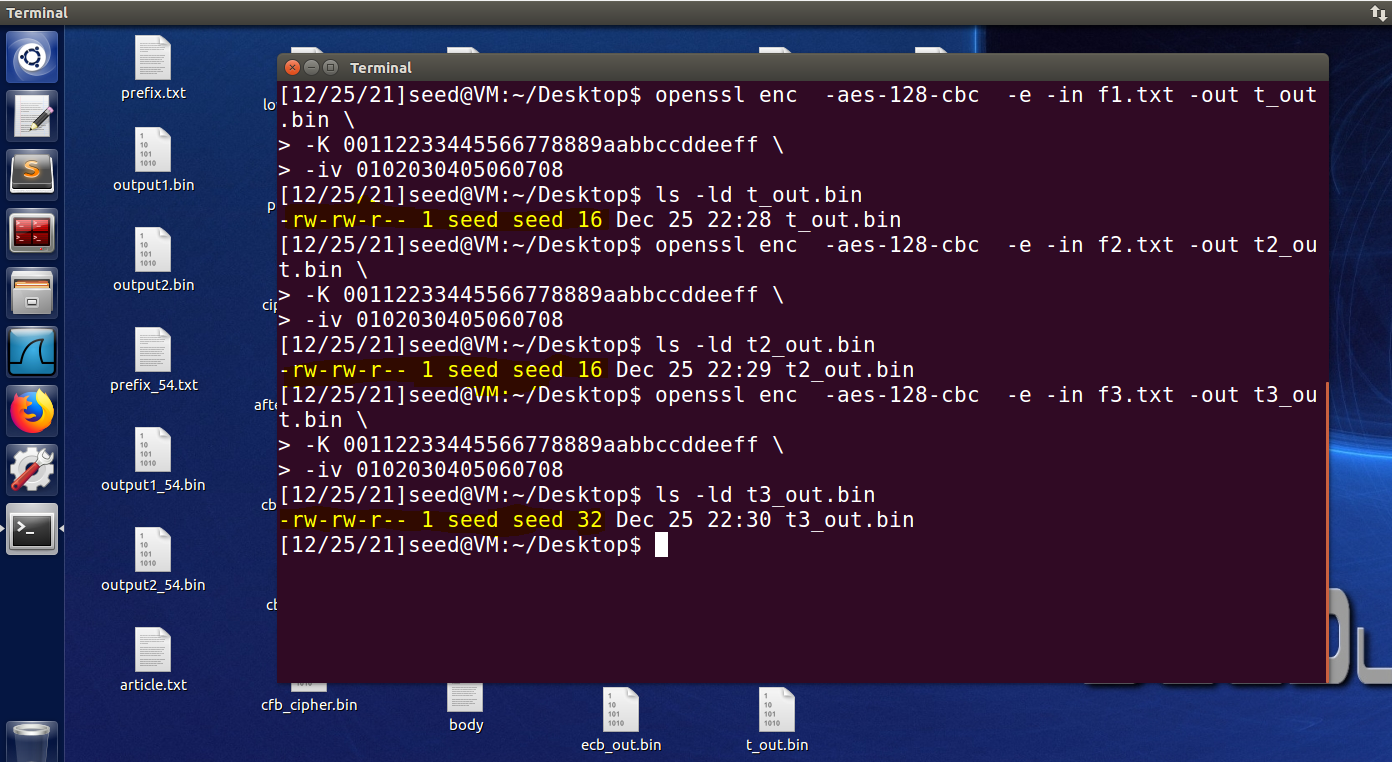 Terminal
prefix.txt
output1.bin
output2.bin
prefix_54.txt
output1_54.bin
output2_54.bin
article.txt
Terminal
[12/25/21]seed@VM:~/Desktop$ openssl enc  -aes-128-cbc  -e -in f1.txt -out t_out
.bin \
> -K 00112233445566778889aabbccddeeff \
> -iv 0102030405060708
[12/25/21]seed@VM:~/Desktop$ ls -ld t_out.bin
-rw-rw-r-- 1 seed seed 16 Dec 25 22:28 t_out.bin
[12/25/21]seed@VM:~/Desktop$ openssl enc  -aes-128-cbc  -e -in f2.txt -out t2_ou
t.bin \
> -K 00112233445566778889aabbccddeeff \
> -iv 0102030405060708
[12/25/21]seed@VM:~/Desktop$ ls -ld t2_out.bin
-rw-rw-r-- 1 seed seed 16 Dec 25 22:29 t2_out.bin
[12/25/21]seed@VM:~/Desktop$ openssl enc  -aes-128-cbc  -e -in f3.txt -out t3_ou
t.bin \
> -K 00112233445566778889aabbccddeeff \
> -iv 0102030405060708
[12/25/21]seed@VM:~/Desktop$ ls -ld t3_out.bin
-rw-rw-r-- 1 seed seed 32 Dec 25 22:30 t3_out.bin
[12/25/21]seed@VM:~/Desktop$
cfb_cipher.bin
body
ecb_out.bin
t_out.bin